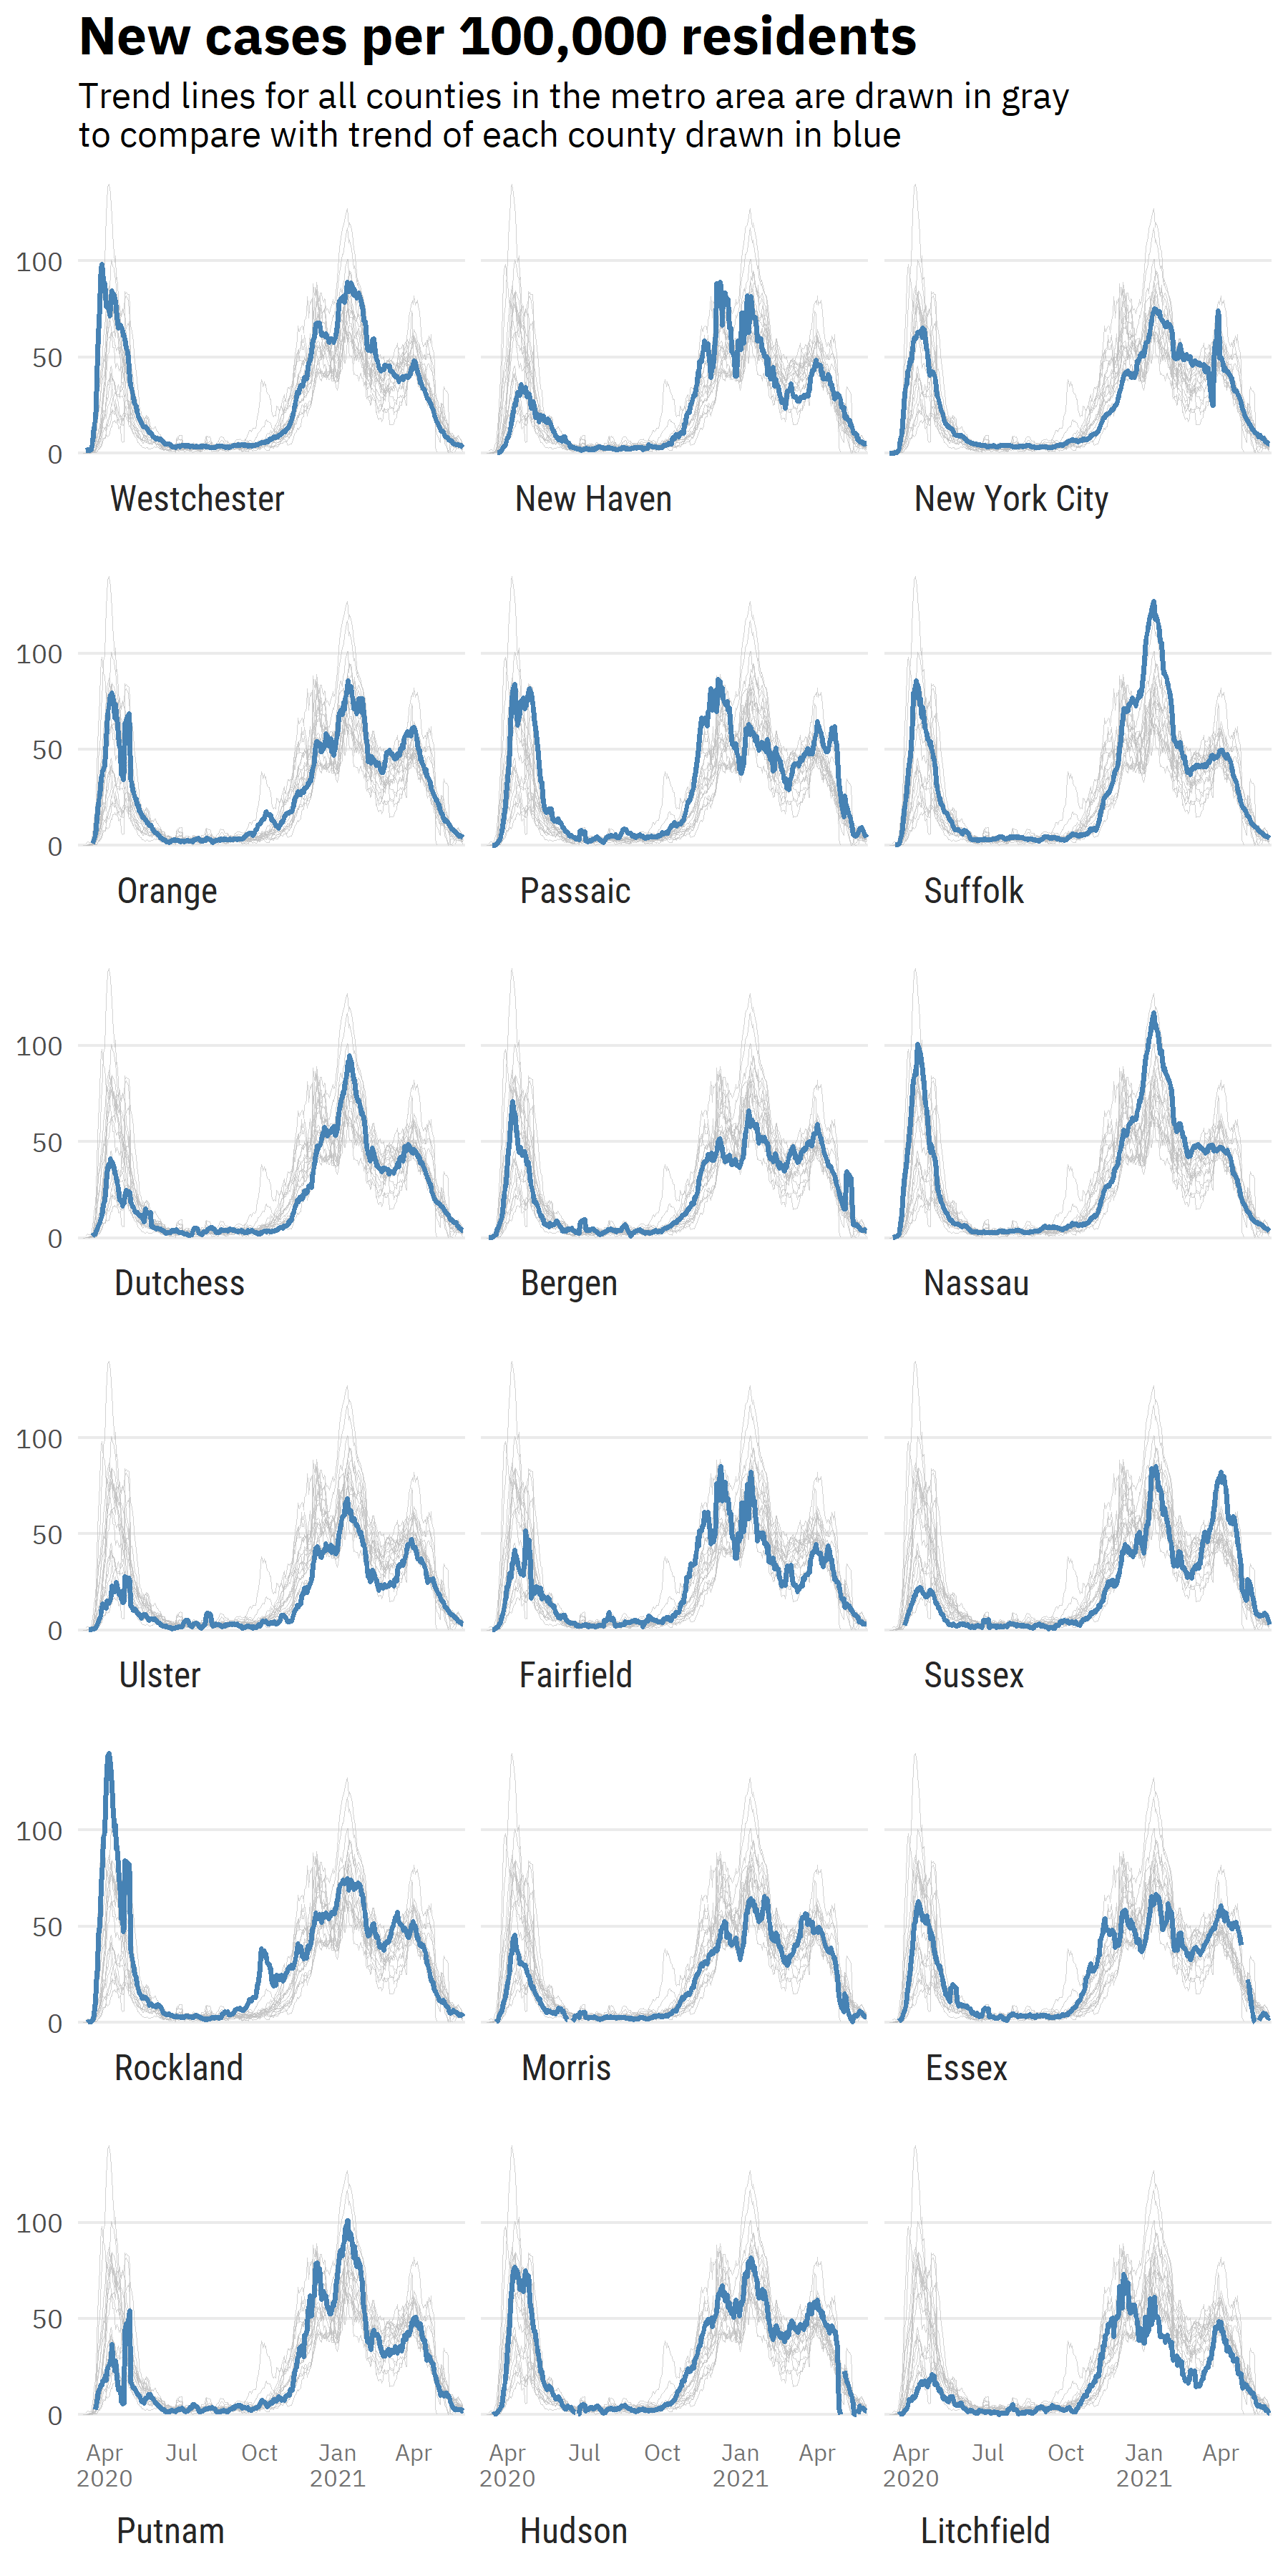 New cases per 100,000 residents
Trend lines for all counties in the metro area are drawn in gray
to compare with trend of each county drawn in blue
100
50
0
Westchester New Haven New York City
100
50
0
Orange Passaic Suffolk
100
50
0
Dutchess Bergen Nassau
100
50
0
Ulster Fairfield Sussex
100
50
0
Rockland Morris Essex
100
50
0
Apr Jul Oct Jan Apr Apr Jul Oct Jan Apr Apr Jul Oct Jan Apr
2020 2021 2020 2021 2020 2021
Putnam Hudson Litchfield